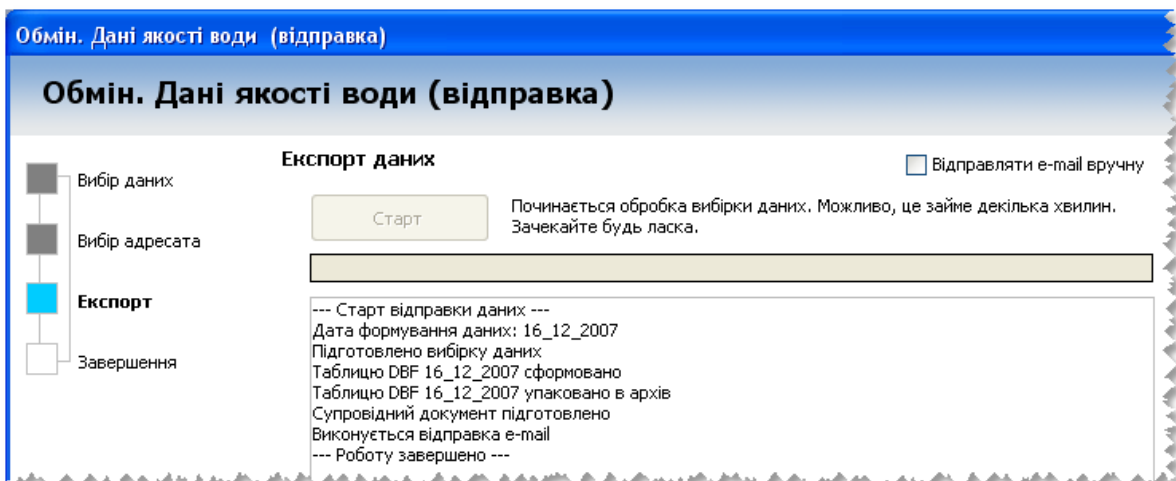 Обмін. Дані якості води  (відправка)
Обмін. Дані якості води (відправка)
Вибір даних
Вибір адресата
Експорт
Завершення
Експорт даних
Відправляти e-mail вручну
Старт
Починається обробка вибірки даних. Можливо, це займе декілька хвилин.
Зачекайте будь ласка.
--- Старт відправки даних ---
Дата формування даних: 16_12_2007
Підготовлено вибірку даних
Таблицю DBF 16_12_2007 сформовано
Таблицю DBF 16_12_2007 упаковано в архів
Супровідний документ підготовлено
Виконується відправка e-mail
--- Роботу завершено ---